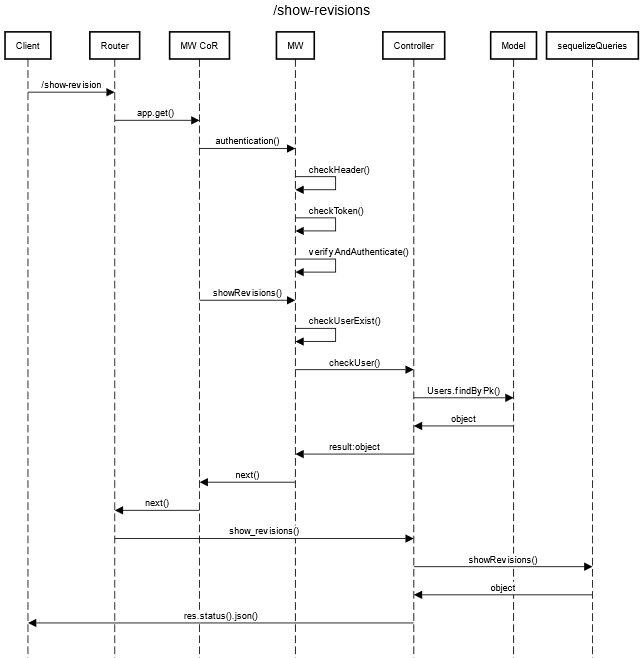 /show-revisions
Client Router MW CoR MW Controller Model sequelizeQueries
/show-revision
app.get()
authentication()
checkHeader()
checkToken()
verifyAndAuthenticate()
showRevisions()
checkUserExist()
checkUser()
Users.findByPk()
object
result:object
next()
next()
show_revisions()
showRevisions()
object
res.status().json()